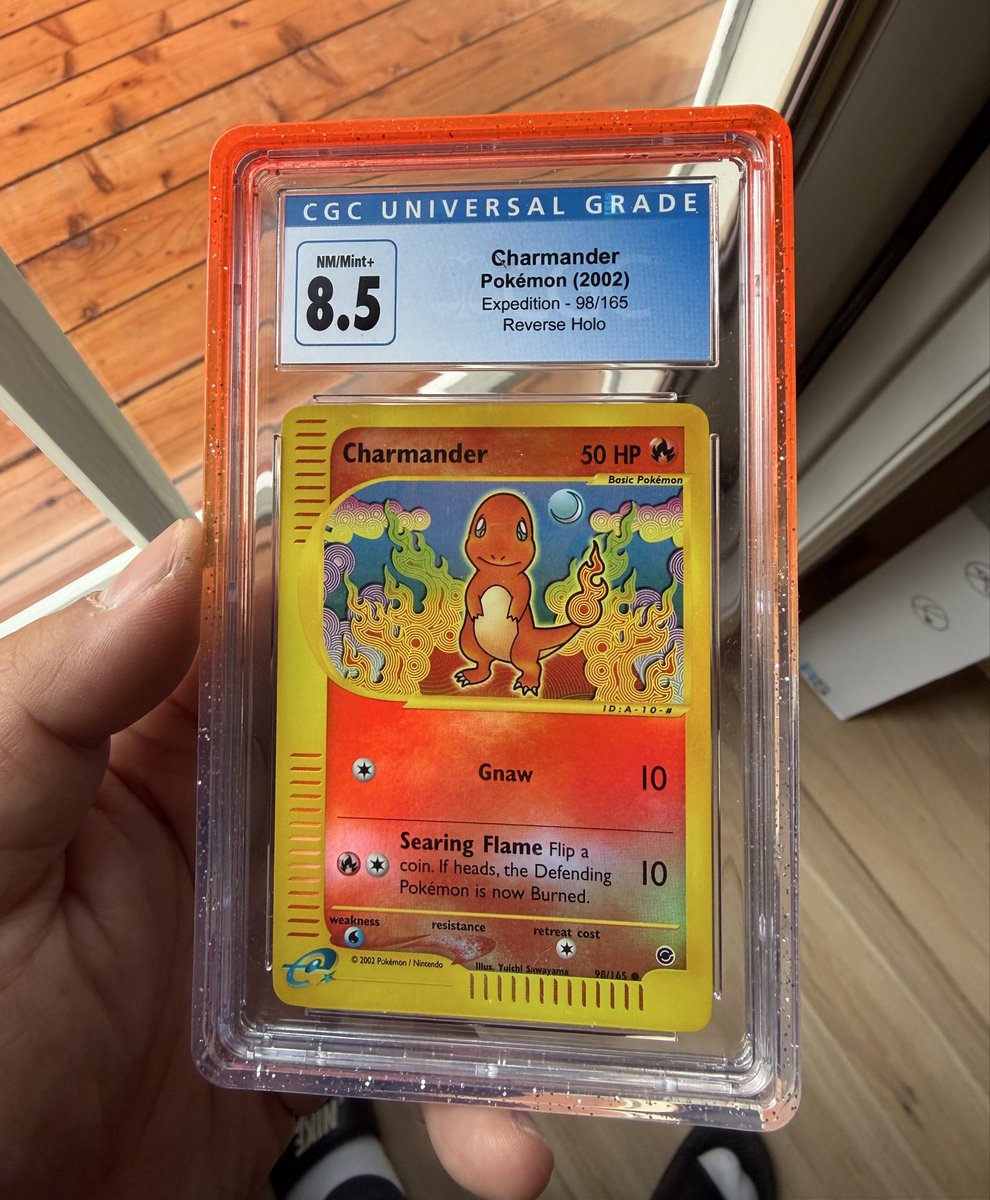 CGC UNIVERSAL GRADE
NM/Mint+
8.5
Charmander
Pokémon (2002)
Expedition - 98/165
Reverse Holo
Charmander
50 HP
Basic Pokémon
ID:A-10-#
Gnaw 10
Searing Flame Flip a
coin. If heads, the Defending
Pokémon is now Burned.
10
weakness resistance retreat cost
© 2002 Pokémon / Nintendo
Illus. Yuichi Sawayama
98/165
NIKE